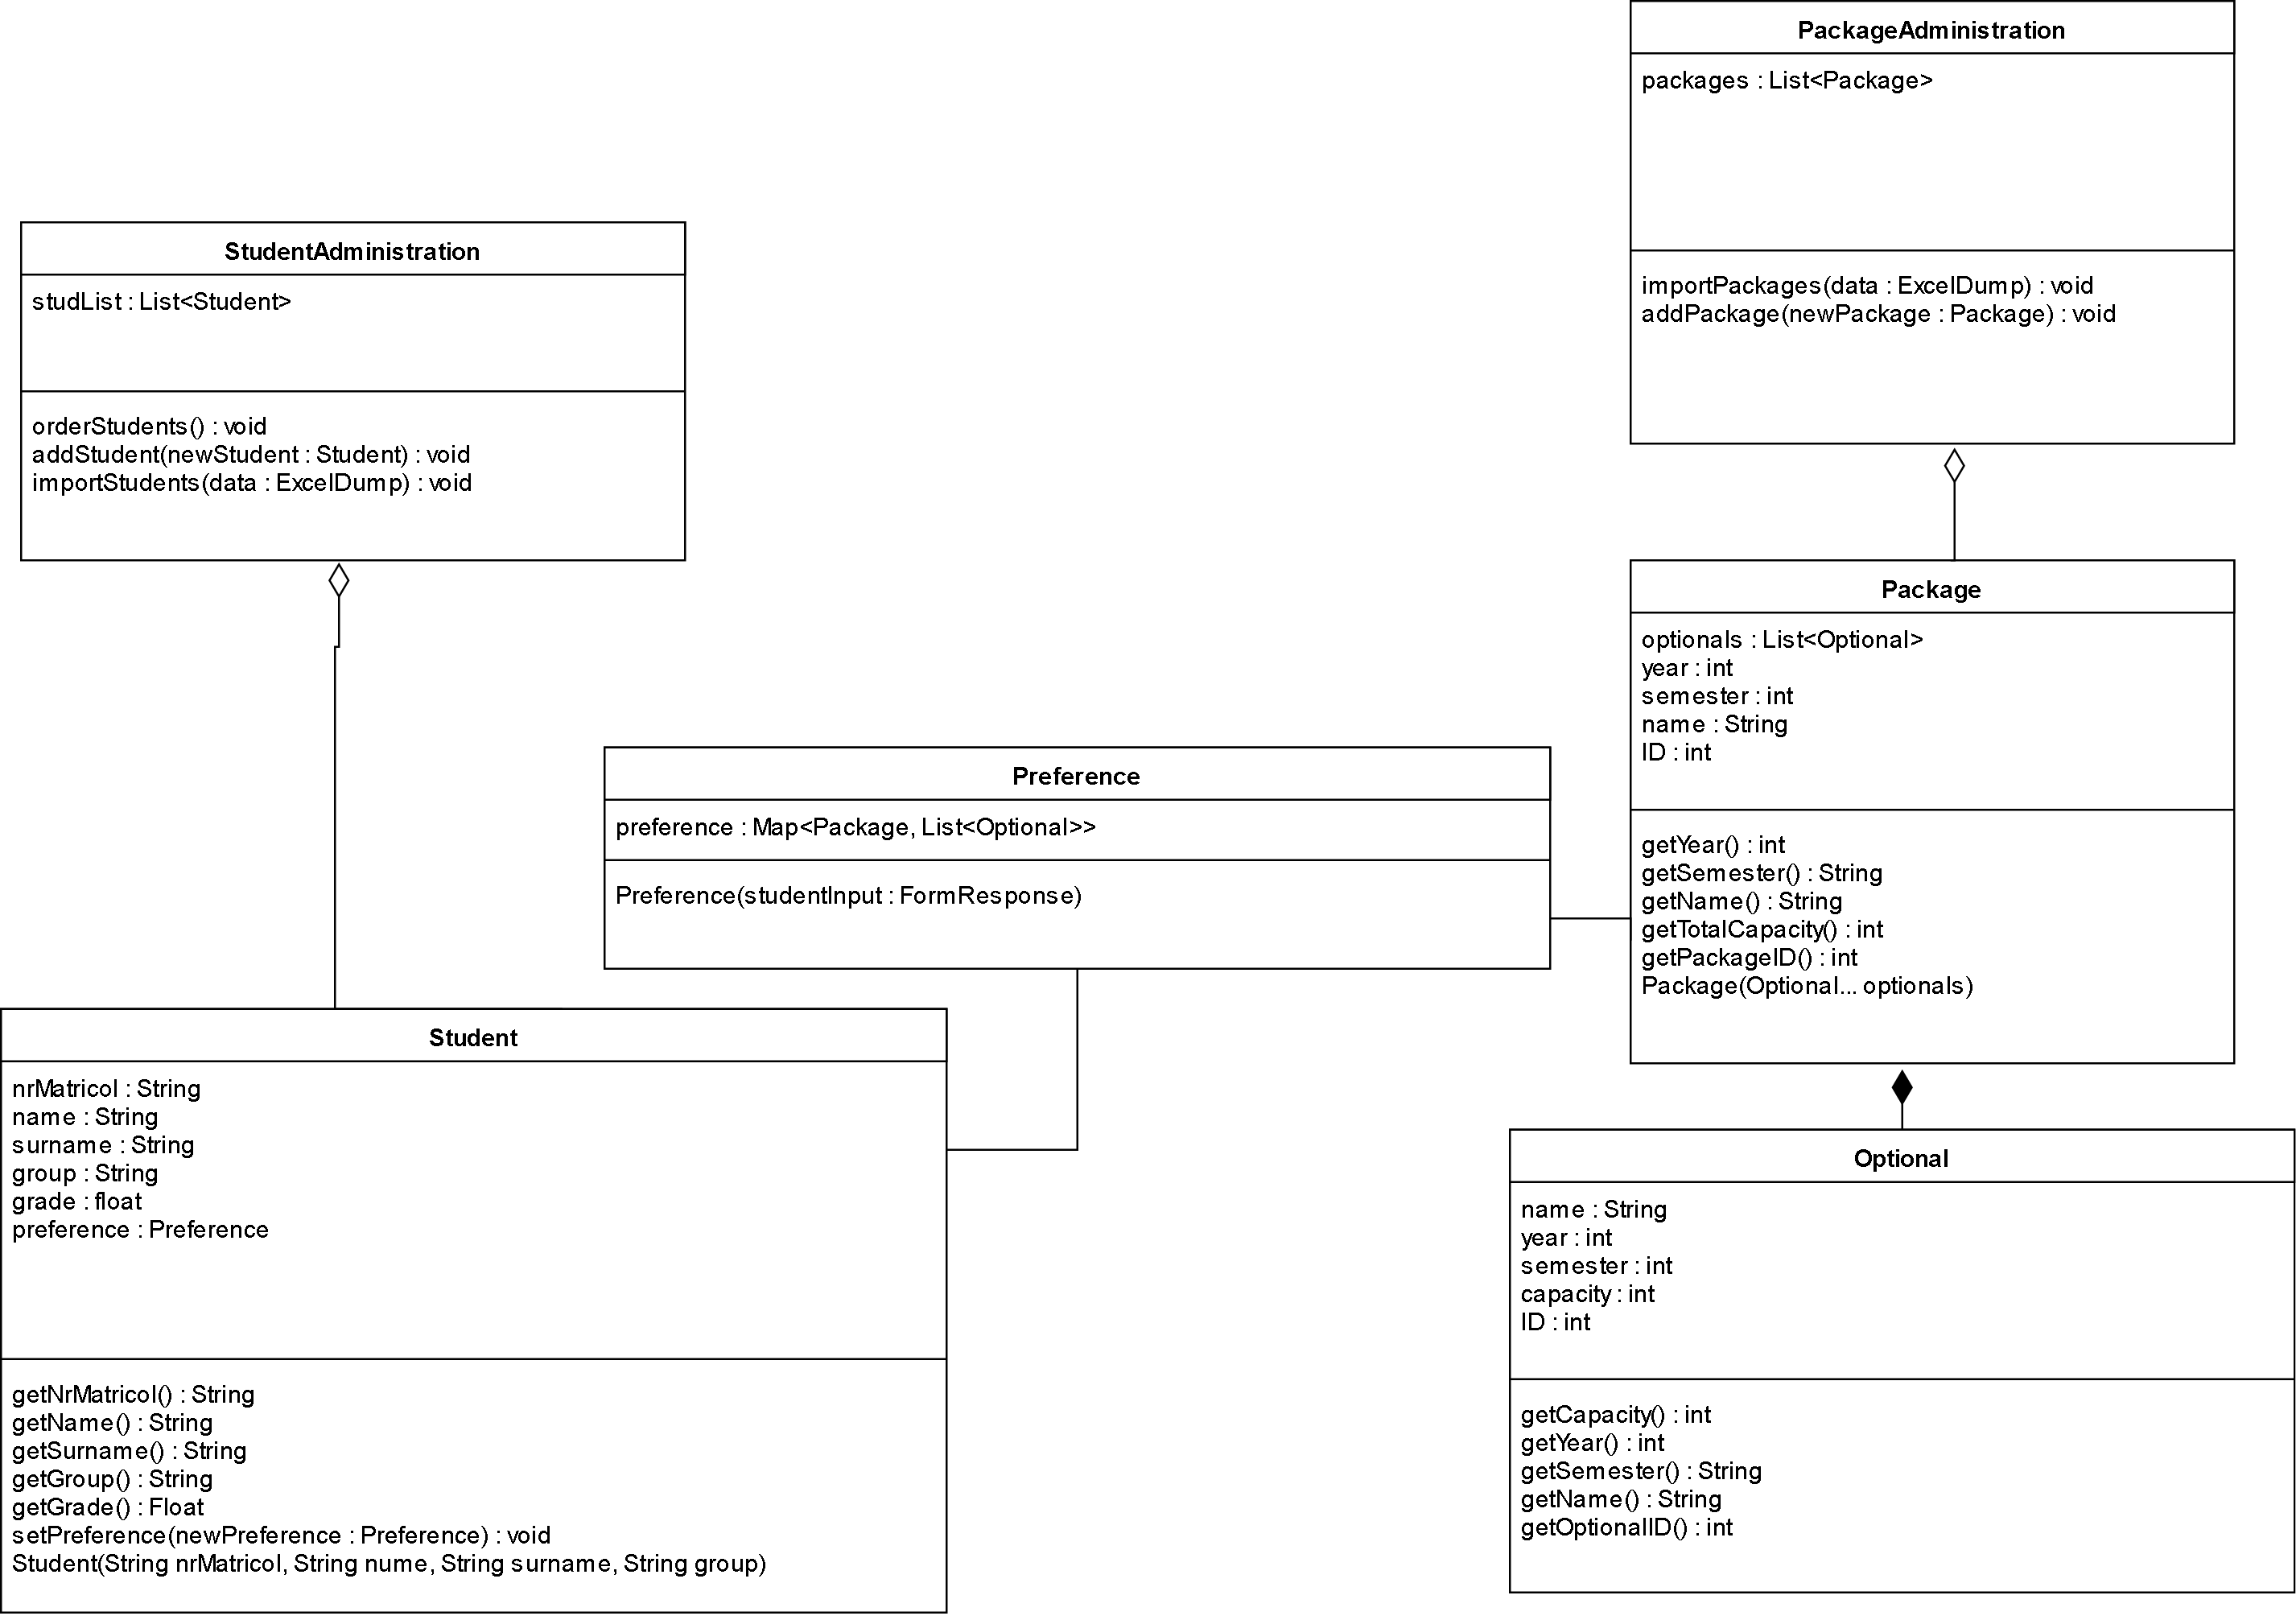 PackageAdministration
packages : List<Package>
importPackages(data : ExcelDump) : void
addPackage(newPackage : Package) : void
StudentAdministration
studList : List<Student>
orderStudents() : void
addStudent(newStudent : Student) : void
importStudents(data : ExcelDump) : void
Package
optionals : List<Optional>
year : int
semester : int
name : String
ID : int
getYear() : int
getSemester() : String
getName() : String
getTotalCapacity() : int
getPackageID() : int
Package(Optional... optionals)
Preference
preference : Map<Package, List<Optional>>
Preference(studentInput : FormResponse)
Student
nrMatricol : String
name : String
surname : String
group : String
grade : float
preference : Preference
getNrMatricol() : String
getName() : String
getSurname() : String
getGroup() : String
getGrade() : Float
setPreference(newPreference : Preference) : void
Student(String nrMatricol, String nume, String surname, String group)
Optional
name : String
year : int
semester : int
capacity : int
ID : int
getCapacity() : int
getYear() : int
getSemester() : String
getName() : String
getOptionalID() : int